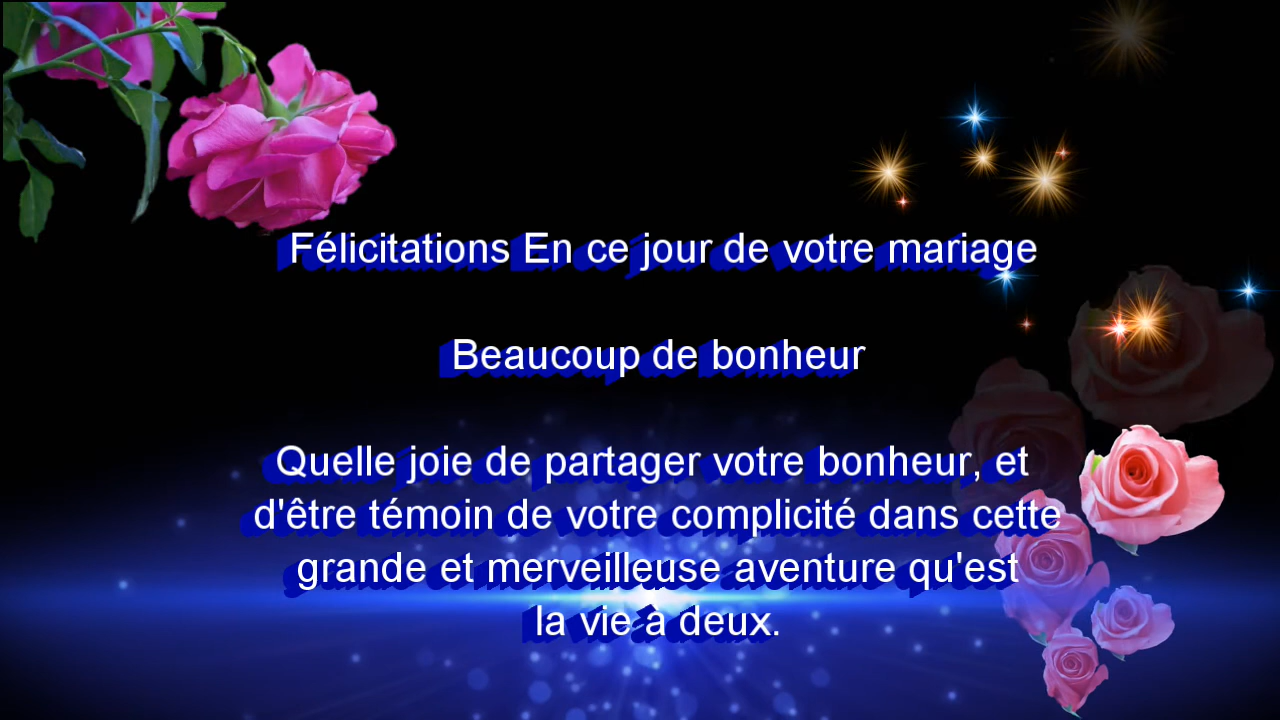 Félicitations En ce jour de votre mariage
Beaucoup de bonheur
Quelle joie de partager votre bonheur, et
d'être témoin de votre complicité dans cette
grande et merveilleuse aventure qu'est
la vie à deux.